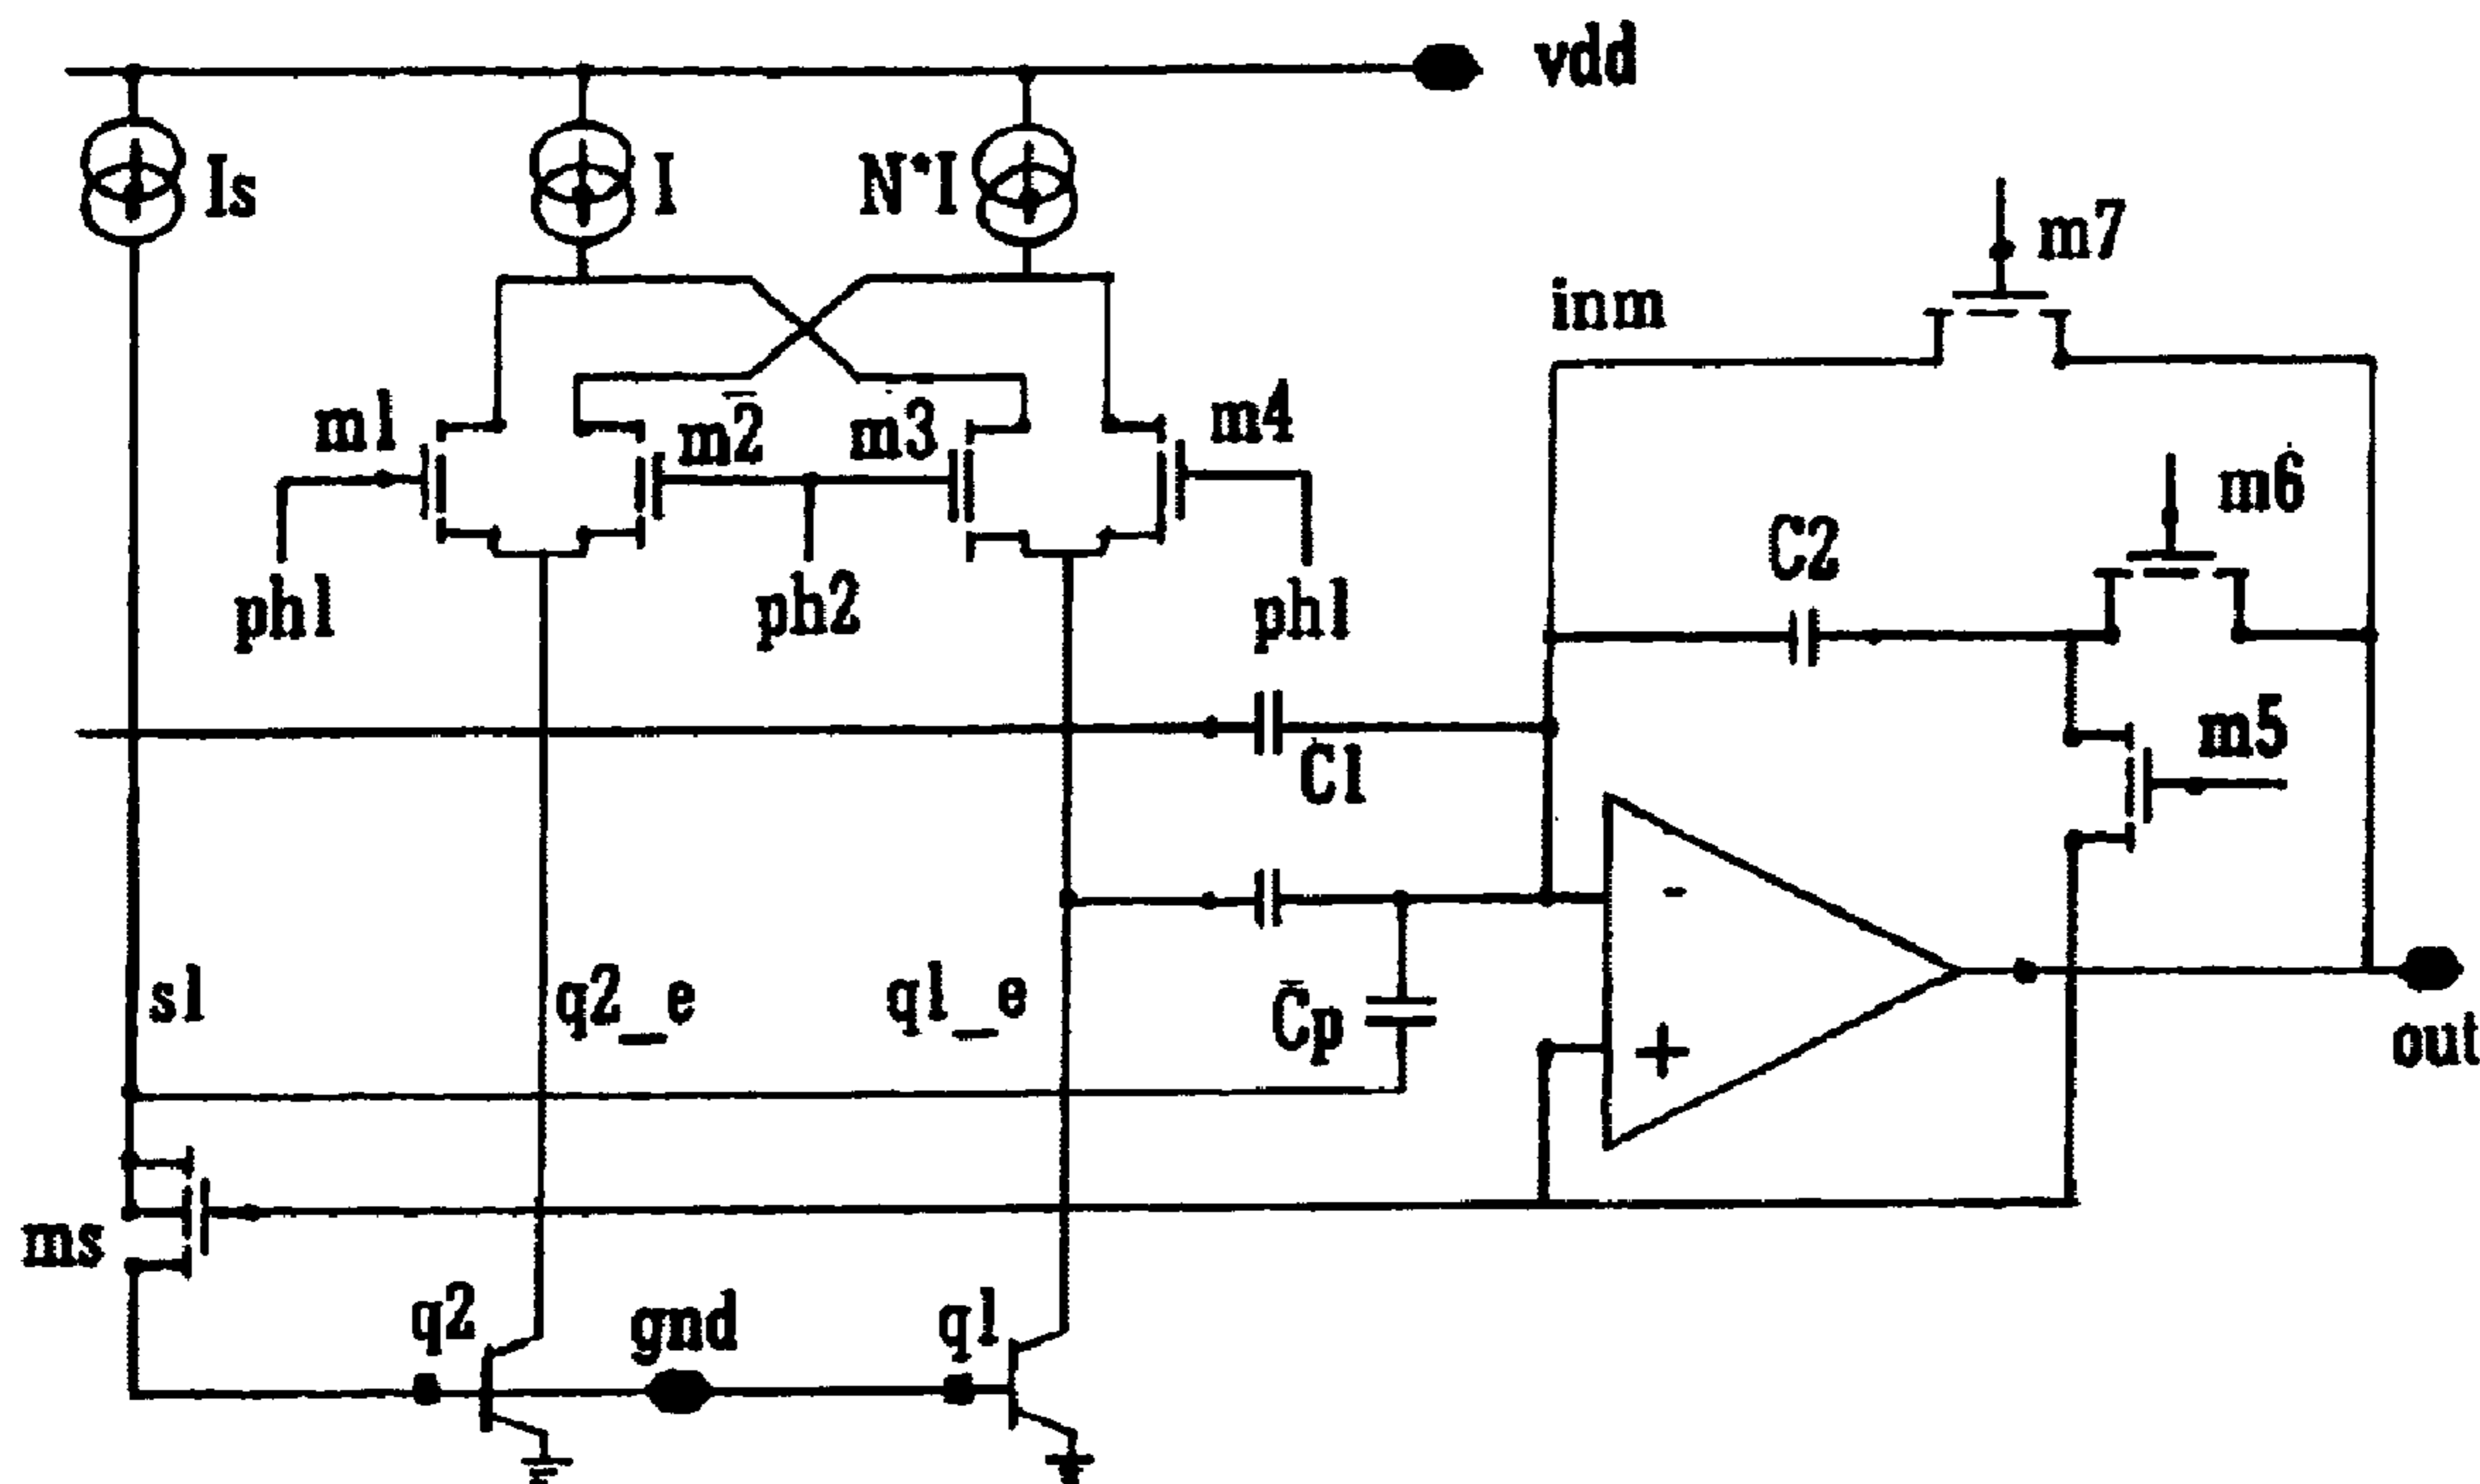 vdd
Is
I
N*I
m7
inm
m1
m2
m3
m4
m6
C2
ph1
ph2
ph1
m5
C1
-
s1
q2_e
q1_e
Cp
+
out
ms
q2
gnd
q1